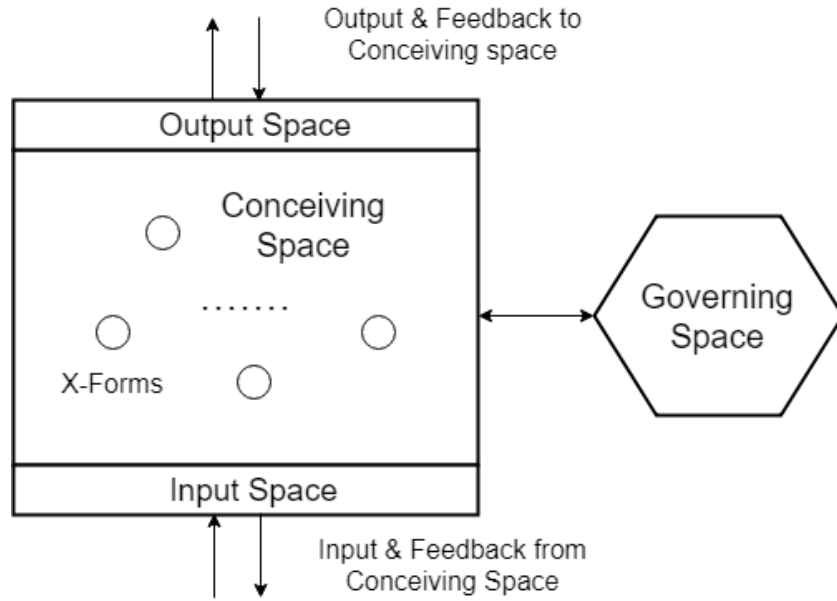 Output & Feedback to
Conceiving space
Output Space
Conceiving
Space
.......
Governing
Space
X-Forms
Input Space
Input & Feedback from
Conceiving Space